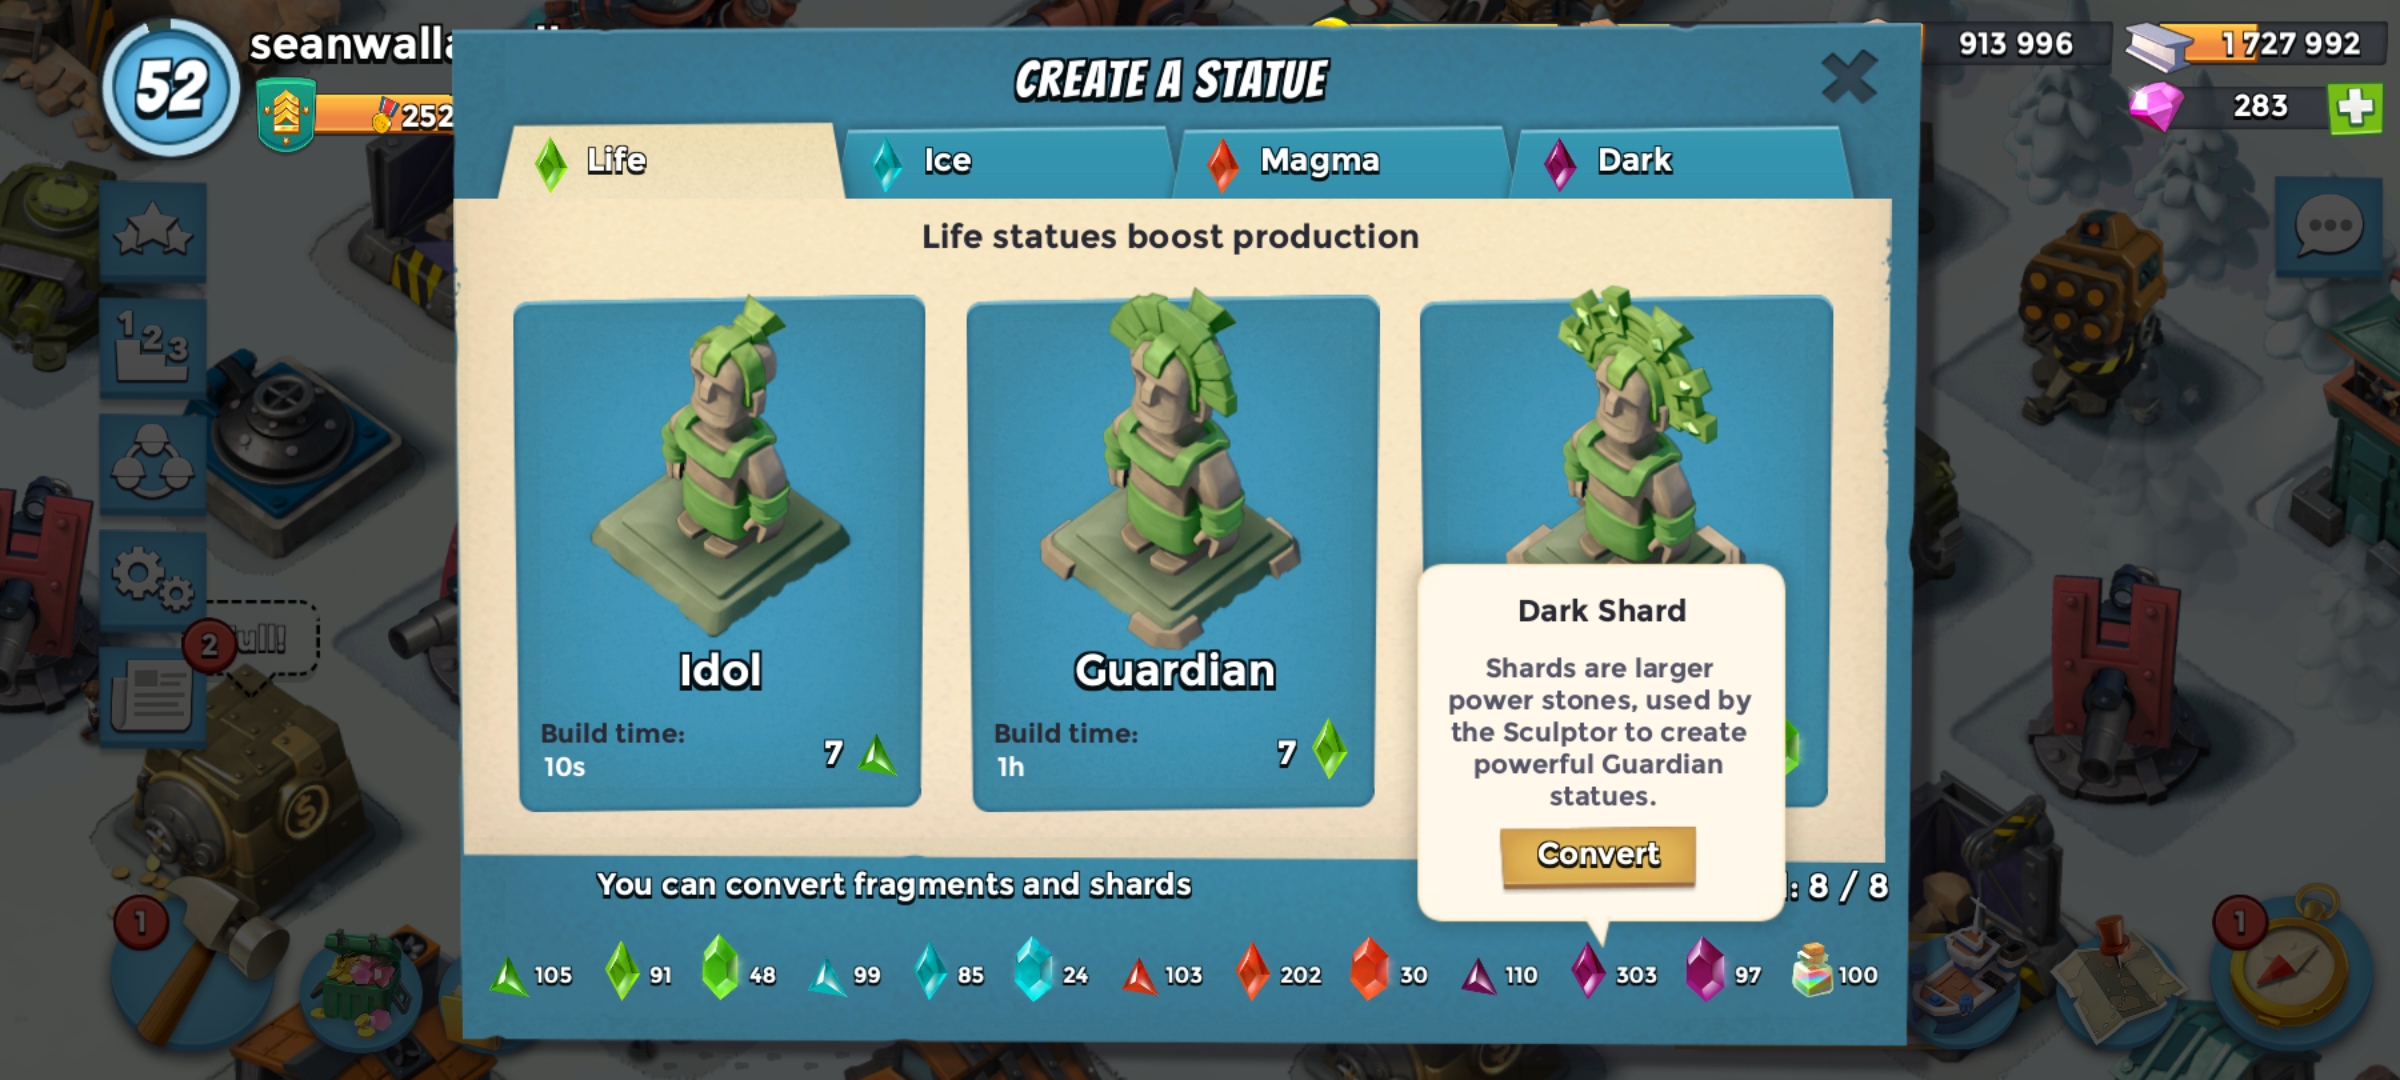 52
252
CREATE A STATUE
913 996
1 727 992
283
Life
Ice
Magma
Dark
Life statues boost production
1 2 3
2
Idol
Build time:
10s
7
Guardian
Build time:
1h
7
Dark Shard
Shards are larger
power stones, used by
the Sculptor to create
powerful Guardian
statues.
Convert
You can convert fragments and shards
: 8 / 8
1
1
105
91
48
99
85
24
103
202
30
110
303
97
100